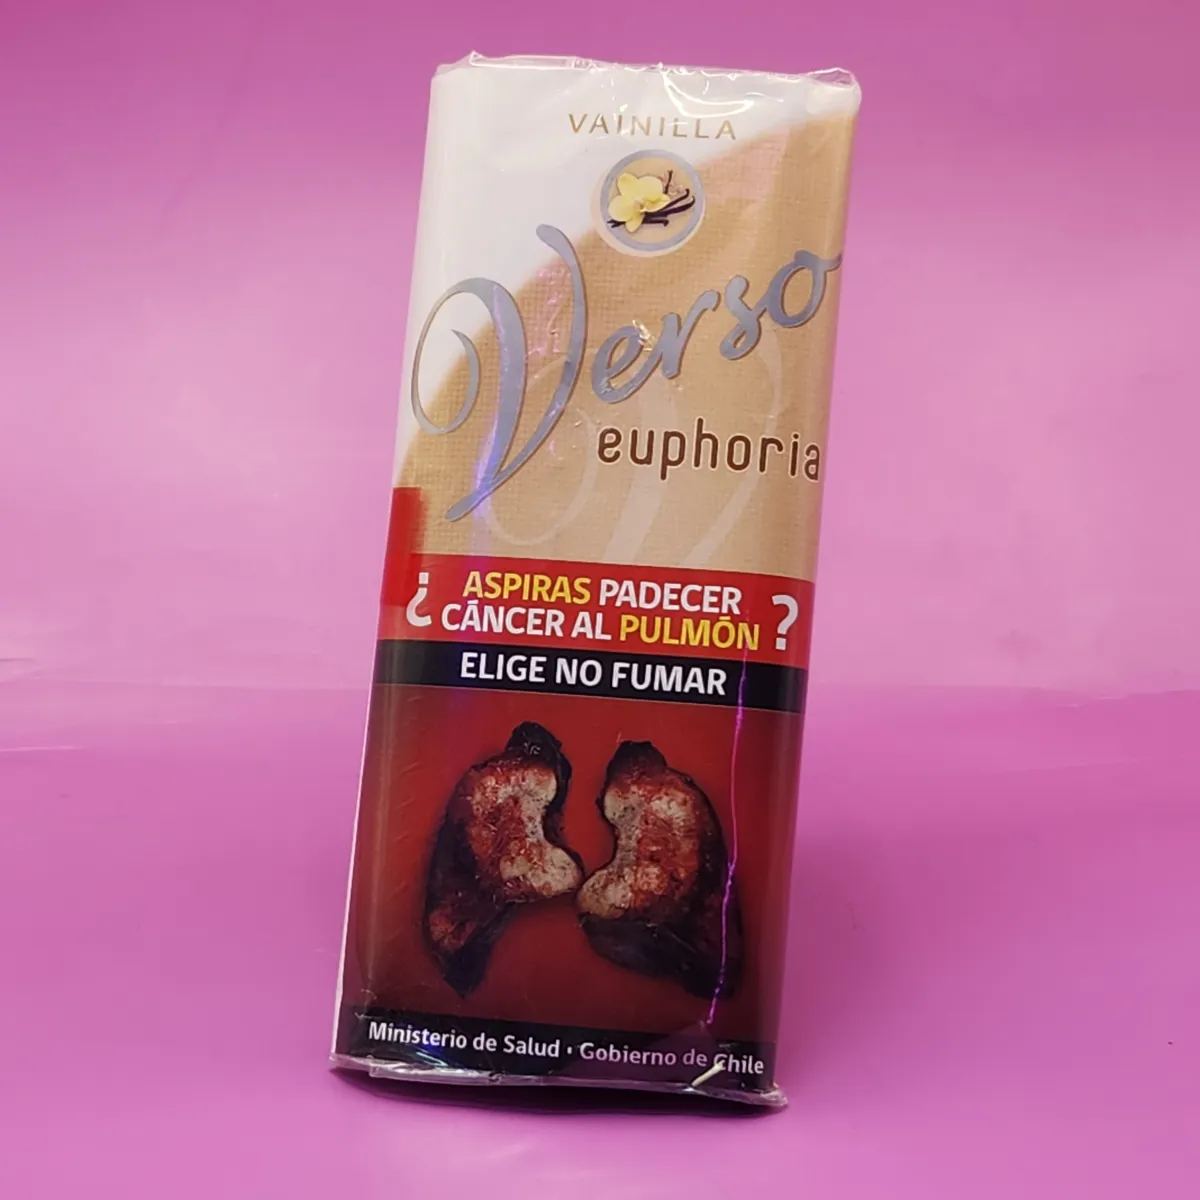 VAINILLA
Verso
euphoria
¿ ASPIRAS PADECER
CÁNCER AL PULMÓN ?
ELIGE NO FUMAR
Ministerio de Salud · Gobierno de Chile